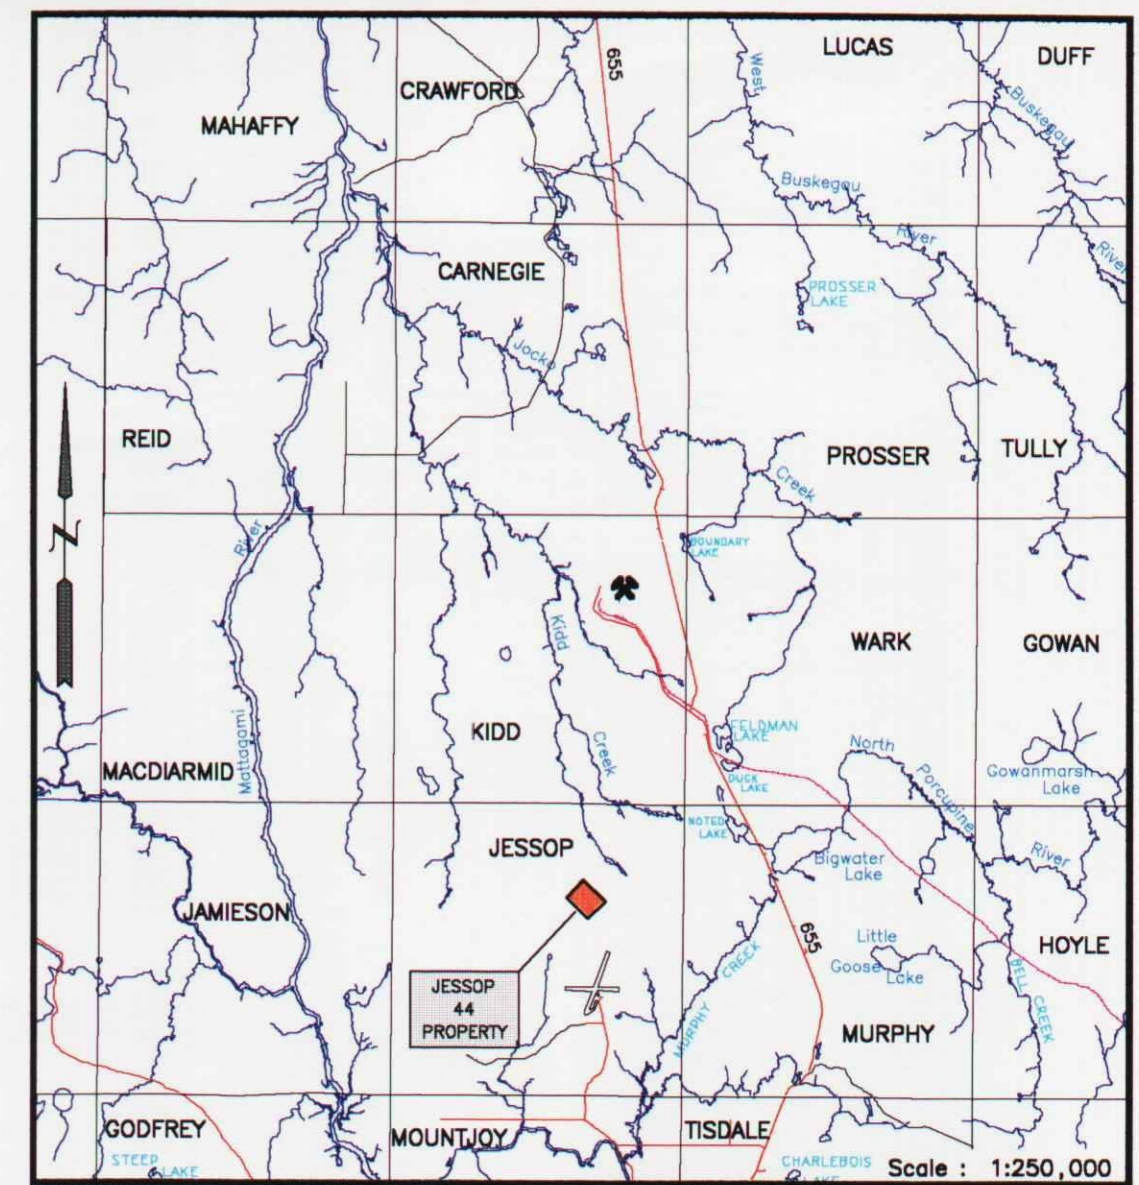 LUCAS
DUFF
655
West
CRAWFORD
Buskegau
MAHAFFY
Buskegau
River
River
CARNEGIE
PROSSER
LAKE
Jocko
REID
PROSSER
TULLY
Creek
N
River
BOUNDARY
LAKE
Kidd
WARK
GOWAN
Mattagami
KIDD
FELDMAN
LAKE
North
Creek
MACDIARMID
DUCK
LAKE
Porcupine
Gowanmarsh
Lake
NOTED
LAKE
JESSOP
Bigwater
Lake
River
JAMIESON
655
Little
Goose Lake
HOYLE
CREEK
MURPHY
BELL CREEK
JESSOP
44
PROPERTY
MURPHY
GODFREY
MOUNTJOY
TISDALE
STEEP
LAKE
CHARLEBOIS
LAKE
Scale : 1:250,000